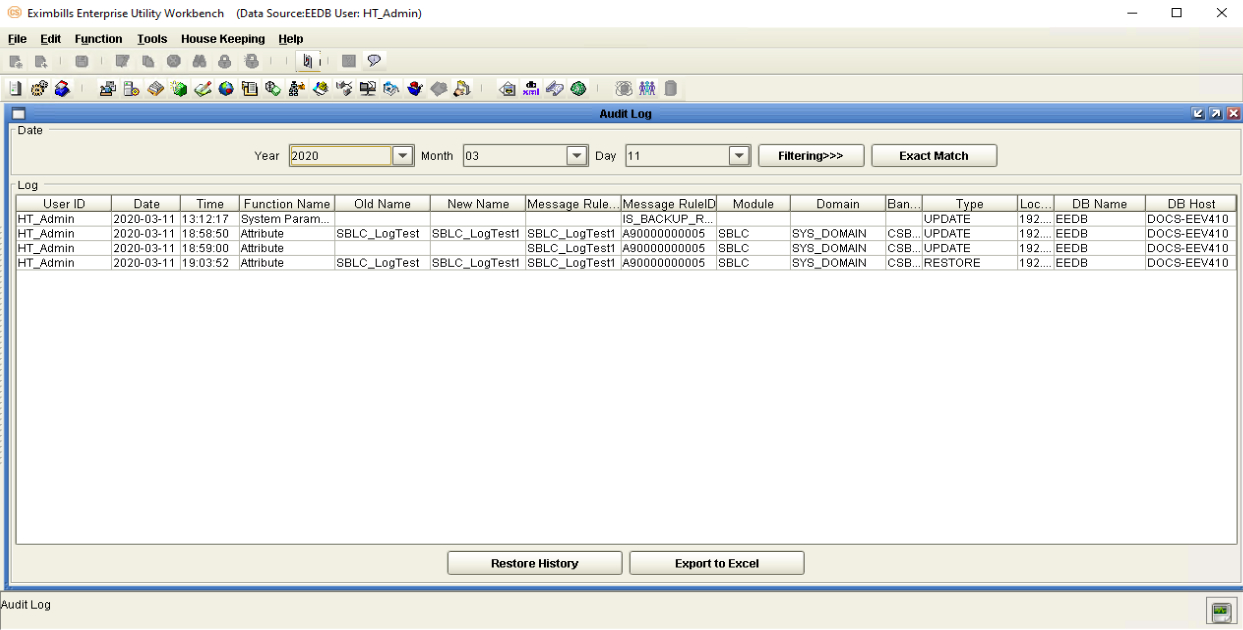 Eximbills Enterprise Utility Workbench (Data Source:EEDB User: HT_Admin)
File Edit Function Tools House Keeping Help
Audit Log
Date
Year 2020 Month 03 Day 11 Filtering>>> Exact Match
Log
User ID Date Time Function Name Old Name New Name Message Rule... Message RuleID Module Domain Ban... Type Loc... DB Name DB Host
HT_Admin 2020-03-11 13:12:17 System Param... IS_BACKUP_R... UPDATE 192.... EEDB DOCS-EEV410
HT_Admin 2020-03-11 18:58:50 Attribute SBLC_LogTest SBLC_LogTest1 SBLC_LogTest1 A90000000005 SBLC SYS_DOMAIN CSB... UPDATE 192.... EEDB DOCS-EEV410
HT_Admin 2020-03-11 18:59:00 Attribute SBLC_LogTest1 A90000000005 SBLC SYS_DOMAIN CSB... UPDATE 192.... EEDB DOCS-EEV410
HT_Admin 2020-03-11 19:03:52 Attribute SBLC_LogTest SBLC_LogTest1 SBLC_LogTest1 A90000000005 SBLC SYS_DOMAIN CSB... RESTORE 192.... EEDB DOCS-EEV410
Restore History Export to Excel
Audit Log